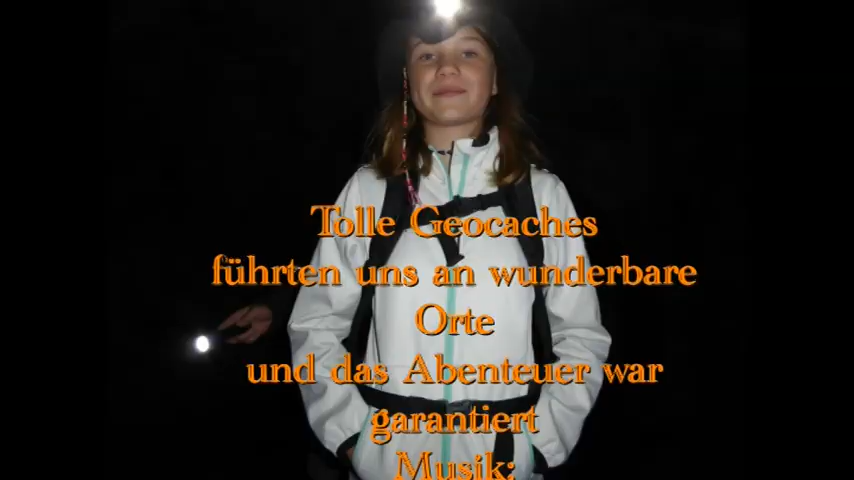 Tolle Geocaches
führten uns an wunderbare
Orte
und das Abenteuer war
garantiert
Musik: